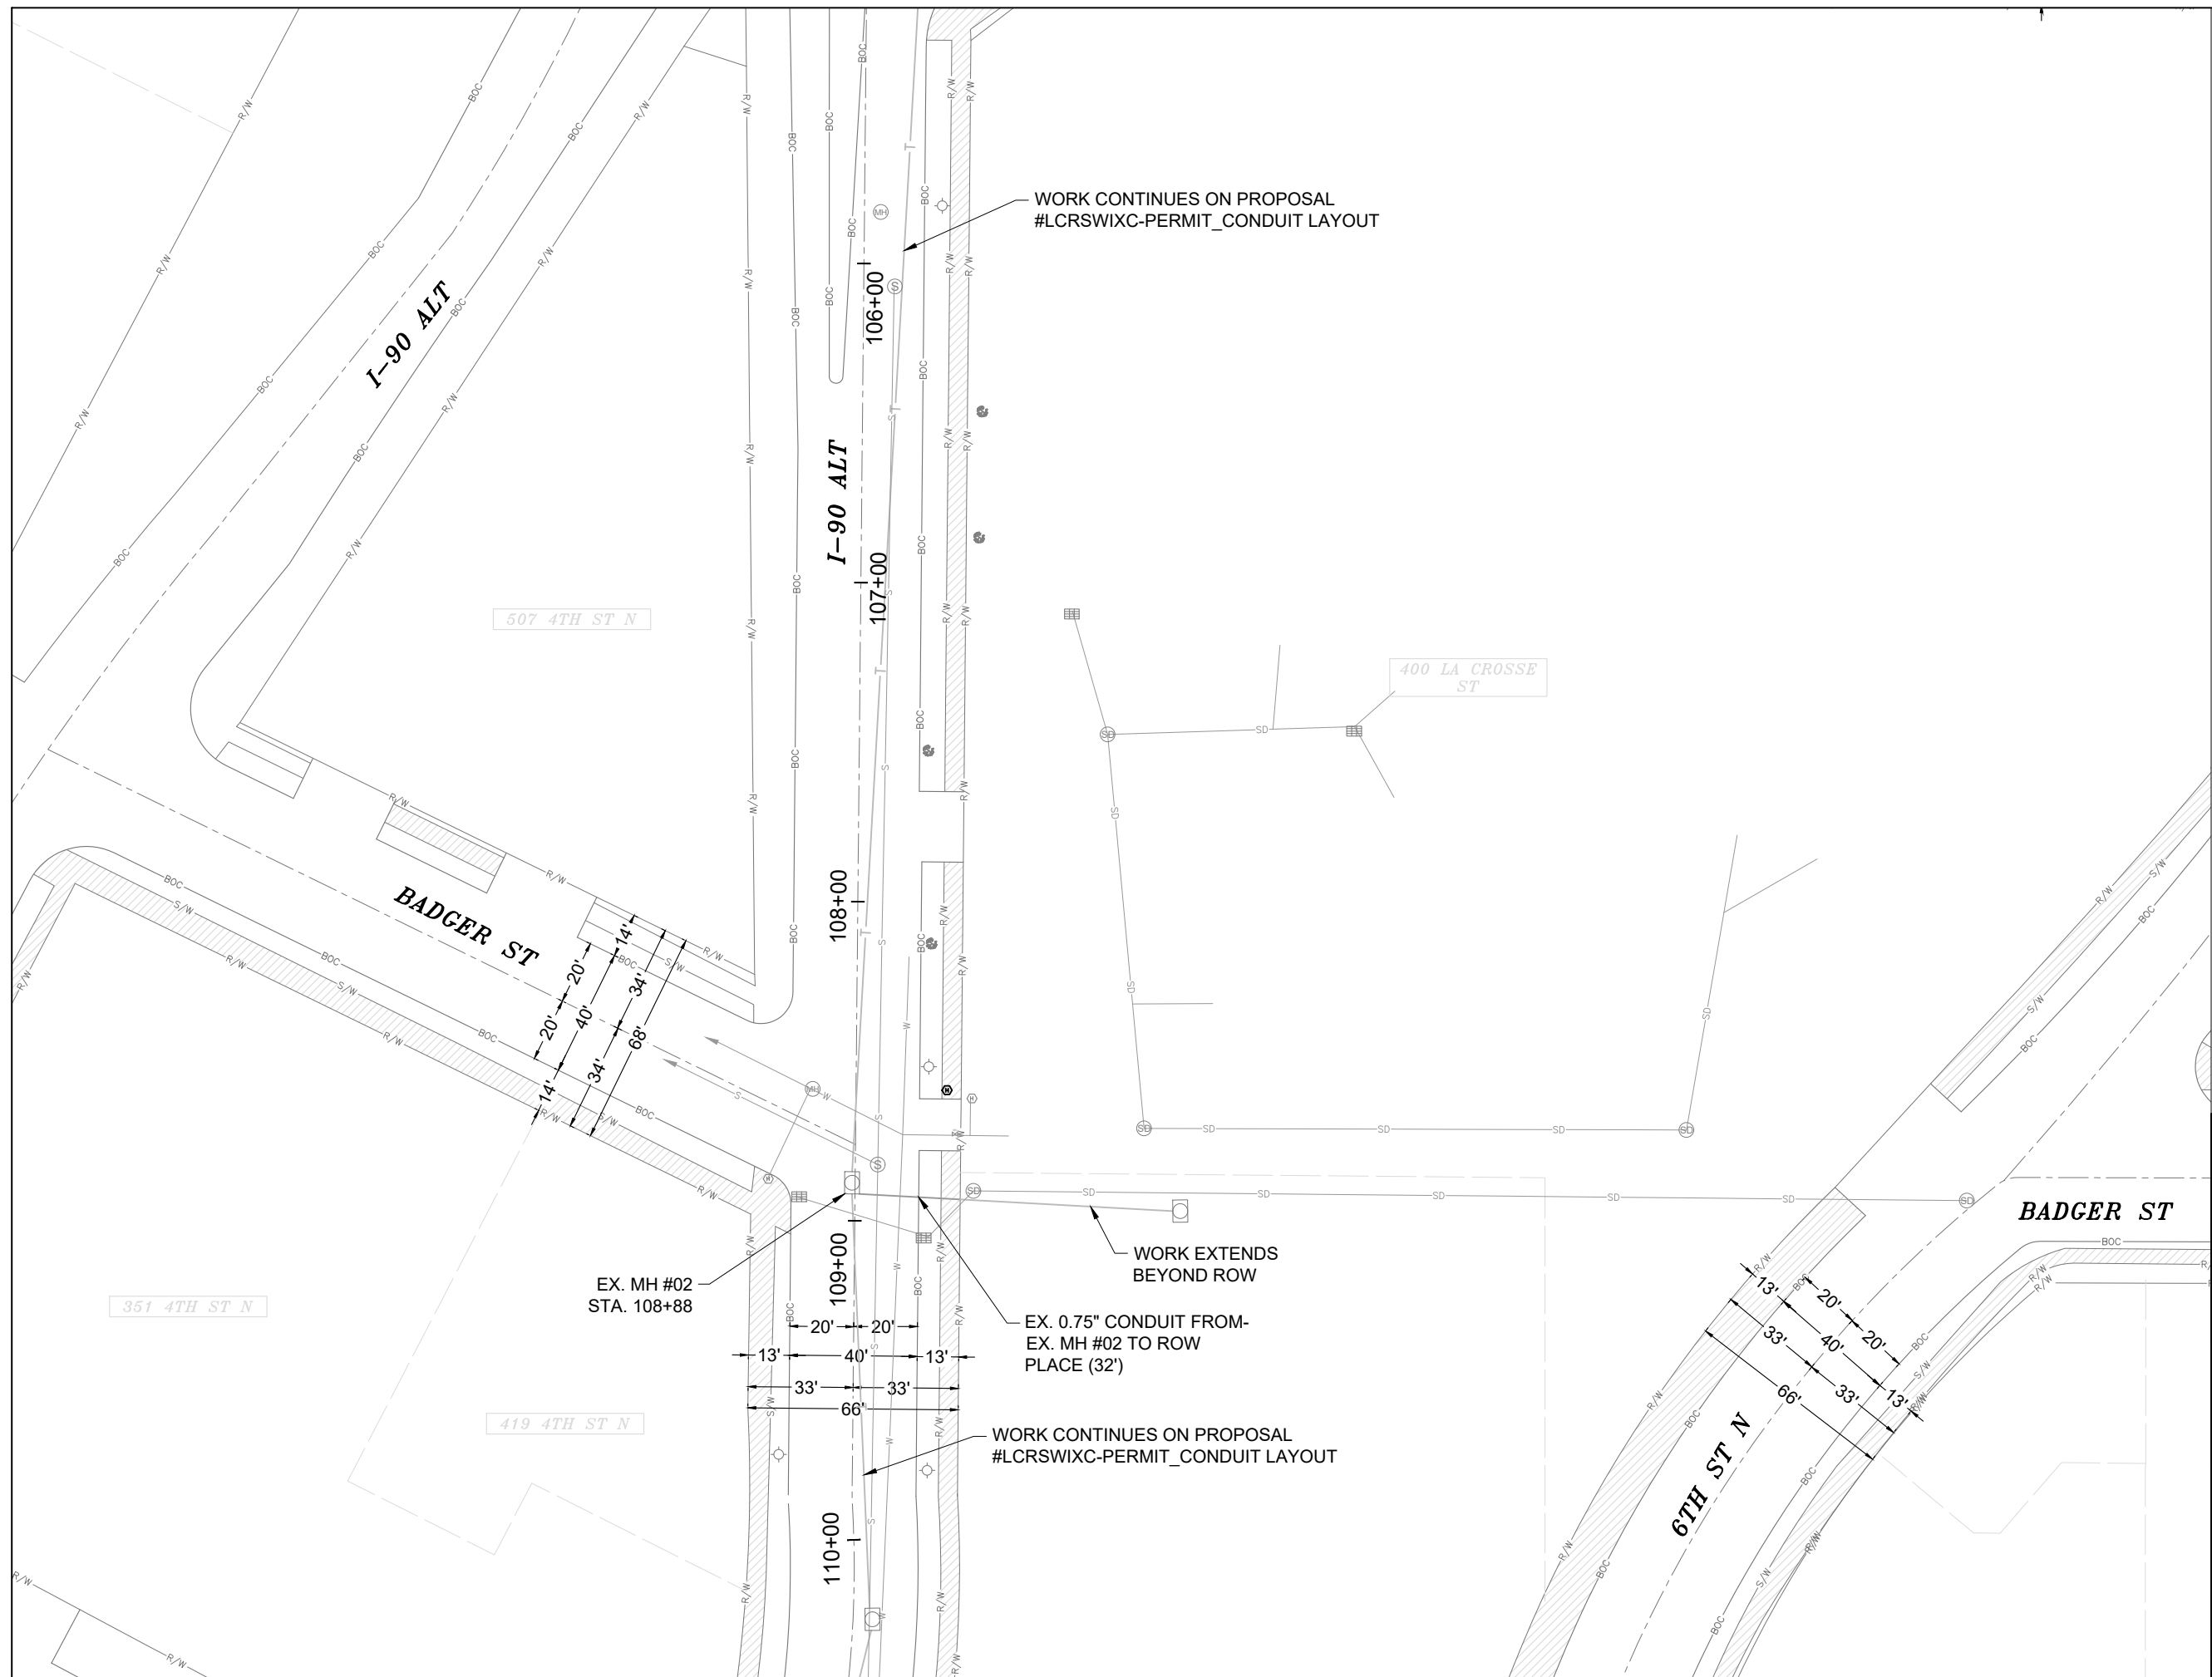 WORK CONTINUES ON PROPOSAL
#LCRSWIXC-PERMIT_CONDUIT LAYOUT
I-90 ALT
I-90 ALT
106+00
107+00
108+00
109+00
110+00
507 4TH ST N
400 LA CROSSE
ST
BADGER ST
14'
20'
34'
40'
20'
68'
34'
14'
BADGER ST
EX. MH #02
STA. 108+88
WORK EXTENDS
BEYOND ROW
EX. 0.75" CONDUIT FROM-
EX. MH #02 TO ROW
PLACE (32')
351 4TH ST N
419 4TH ST N
20'
20'
13'
40'
13'
33'
33'
66'
WORK CONTINUES ON PROPOSAL
#LCRSWIXC-PERMIT_CONDUIT LAYOUT
13'
20'
33'
40'
20'
66'
33'
13'
6TH ST N
R/W
BOC
S/W
SD
MH
S
T
W
H